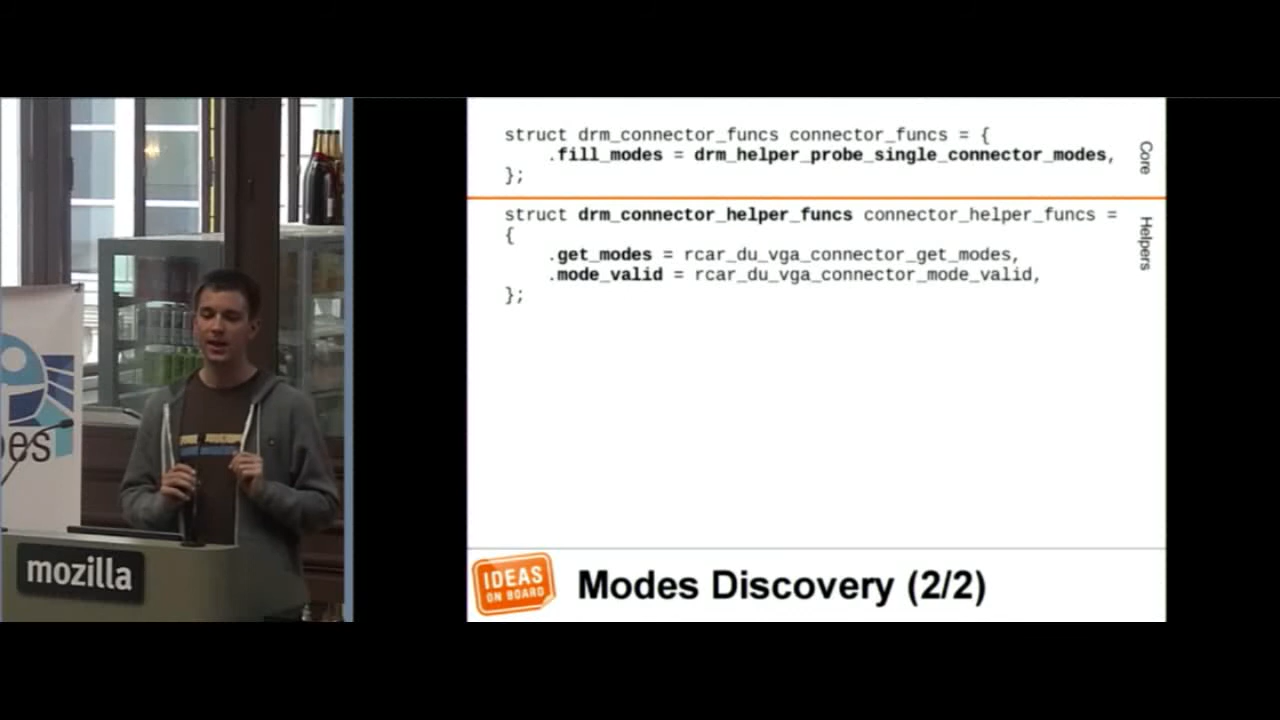 struct drm_connector_funcs connector_funcs = {
.fill_modes = drm_helper_probe_single_connector_modes,
};
Core
struct drm_connector_helper_funcs connector_helper_funcs =
{
.get_modes = rcar_du_vga_connector_get_modes,
.mode_valid = rcar_du_vga_connector_mode_valid,
};
Helpers
IDEAS
ON BOARD
Modes Discovery (2/2)
mozilla